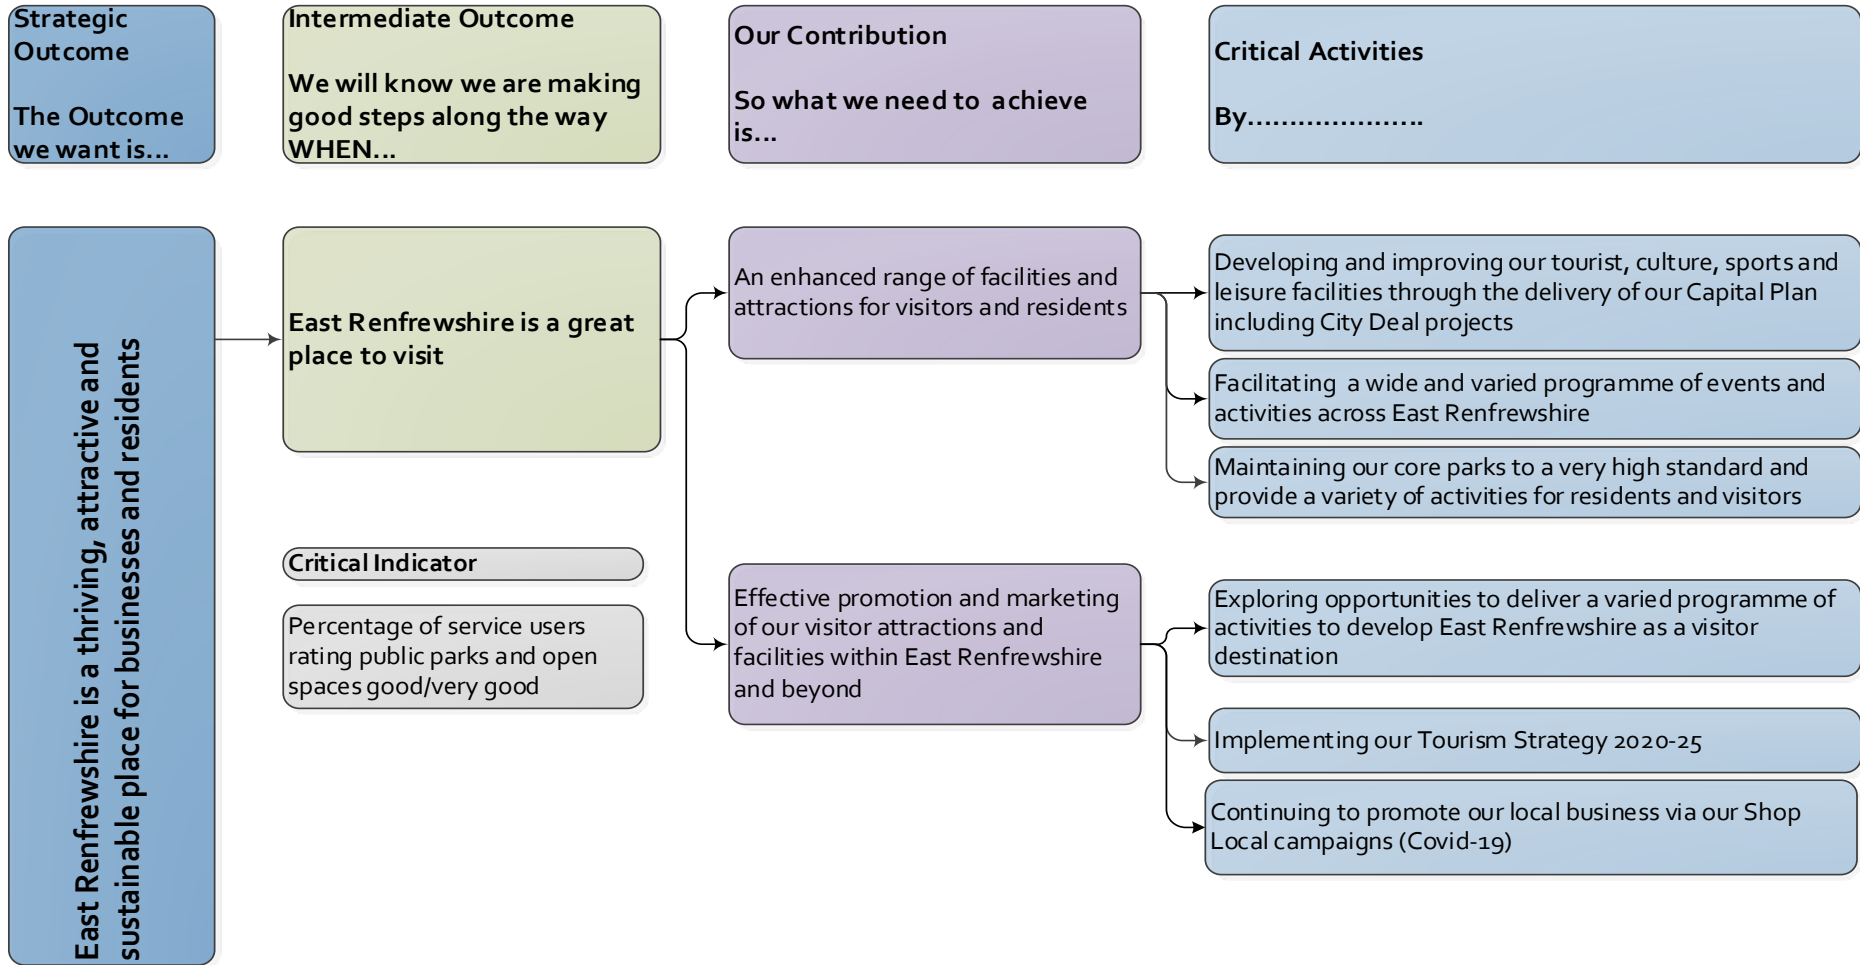 Strategic
Outcome
The Outcome
we want is...
Intermediate Outcome
We will know we are making
good steps along the way
WHEN...
Our Contribution
So what we need to achieve
is...
Critical Activities
By.....................
East Renfrewshire is a thriving, attractive and
sustainable place for businesses and residents
East Renfrewshire is a great
place to visit
Critical Indicator
Percentage of service users
rating public parks and open
spaces good/very good
An enhanced range of facilities and
attractions for visitors and residents
Developing and improving our tourist, culture, sports and
leisure facilities through the delivery of our Capital Plan
including City Deal projects
Facilitating a wide and varied programme of events and
activities across East Renfrewshire
Maintaining our core parks to a very high standard and
provide a variety of activities for residents and visitors
Effective promotion and marketing
of our visitor attractions and
facilities within East Renfrewshire
and beyond
Exploring opportunities to deliver a varied programme of
activities to develop East Renfrewshire as a visitor
destination
Implementing our Tourism Strategy 2020-25
Continuing to promote our local business via our Shop
Local campaigns (Covid-19)